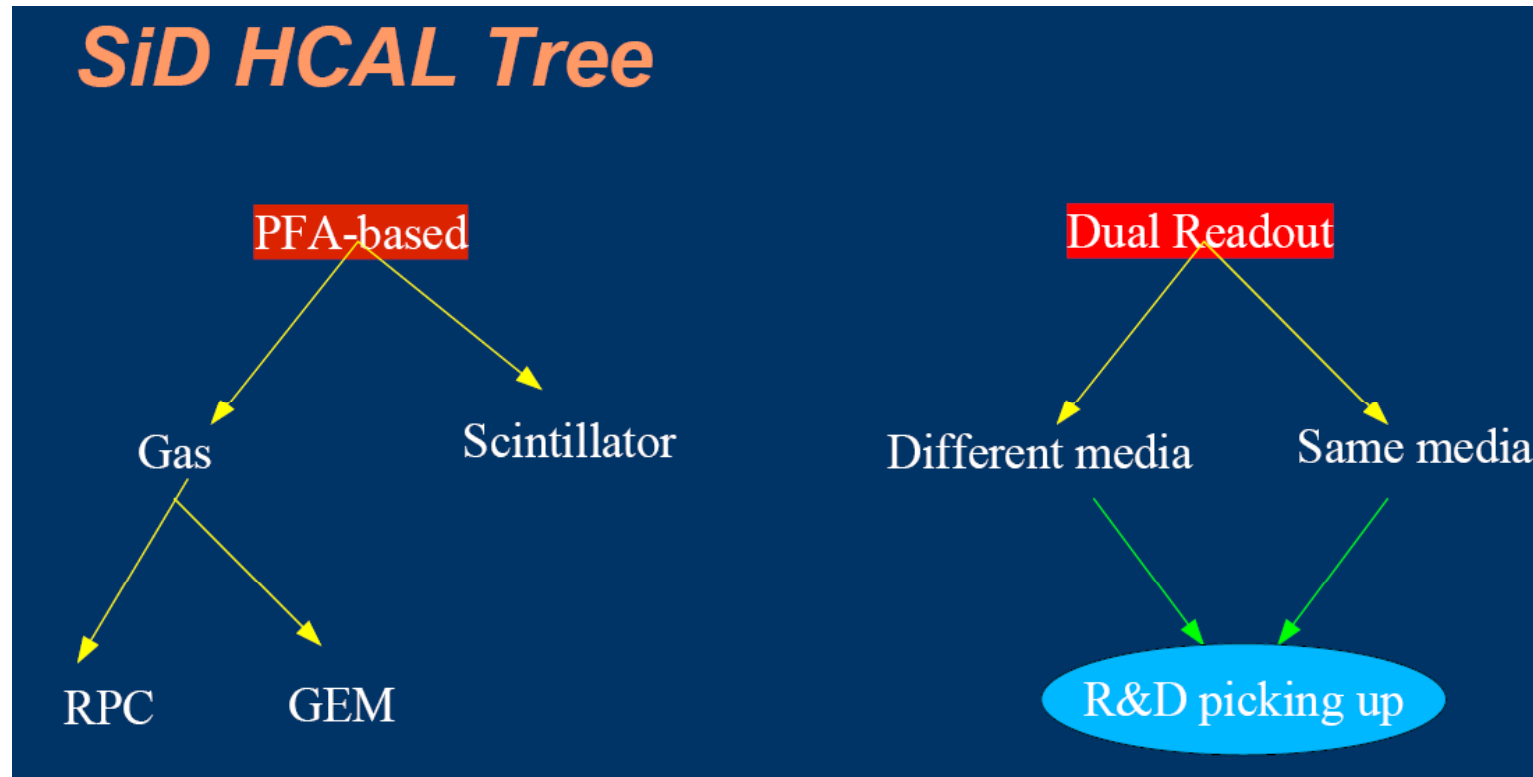 SiD HCAL Tree
PFA-based
Dual Readout
Gas
Scintillator
Different media
Same media
RPC
GEM
R&D picking up